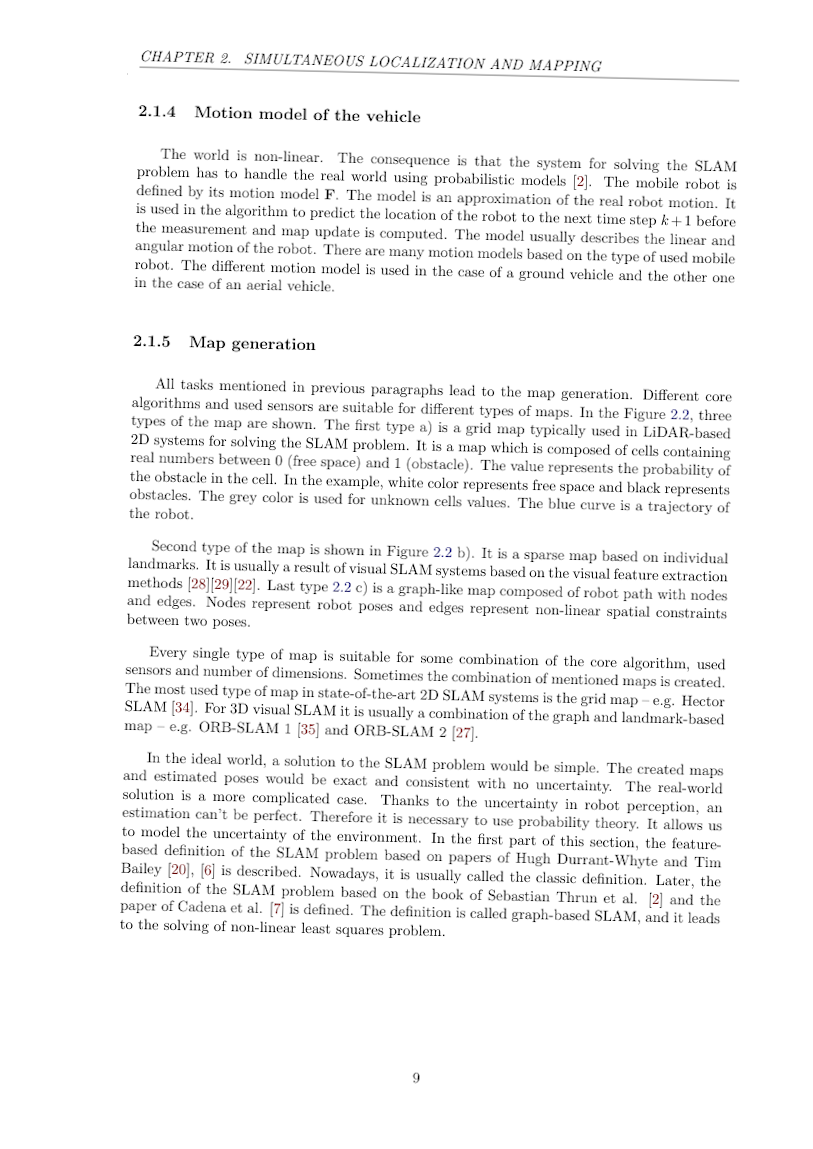 CHAPTER 2. SIMULTANEOUS LOCALIZATION AND MAPPING
2.1.4 Motion model of the vehicle
The world is non-linear. The consequence is that the system for solving the SLAM
problem has to handle the real world using probabilistic models [2]. The mobile robot is
defined by its motion model F. The model is an approximation of the real robot motion. It
is used in the algorithm to predict the location of the robot to the next time step k + 1 before
the measurement and map update is computed. The model usually describes the linear and
angular motion of the robot. There are many motion models based on the type of used mobile
robot. The different motion model is used in the case of a ground vehicle and the other one
in the case of an aerial vehicle.
2.1.5 Map generation
All tasks mentioned in previous paragraphs lead to the map generation. Different core
algorithms and used sensors are suitable for different types of maps. In the Figure 2.2, three
types of the map are shown. The first type a) is a grid map typically used in LiDAR-based
2D systems for solving the SLAM problem. It is a map which is composed of cells containing
real numbers between 0 (free space) and 1 (obstacle). The value represents the probability of
the obstacle in the cell. In the example, white color represents free space and black represents
obstacles. The grey color is used for unknown cells values. The blue curve is a trajectory of
the robot.
Second type of the map is shown in Figure 2.2 b). It is a sparse map based on individual
landmarks. It is usually a result of visual SLAM systems based on the visual feature extraction
methods [28][29][22]. Last type 2.2 c) is a graph-like map composed of robot path with nodes
and edges. Nodes represent robot poses and edges represent non-linear spatial constraints
between two poses.
Every single type of map is suitable for some combination of the core algorithm, used
sensors and number of dimensions. Sometimes the combination of mentioned maps is created.
The most used type of map in state-of-the-art 2D SLAM systems is the grid map – e.g. Hector
SLAM [34]. For 3D visual SLAM it is usually a combination of the graph and landmark-based
map – e.g. ORB-SLAM 1 [35] and ORB-SLAM 2 [27].
In the ideal world, a solution to the SLAM problem would be simple. The created maps
and estimated poses would be exact and consistent with no uncertainty. The real-world
solution is a more complicated case. Thanks to the uncertainty in robot perception, an
estimation can't be perfect. Therefore it is necessary to use probability theory. It allows us
to model the uncertainty of the environment. In the first part of this section, the feature-
based definition of the SLAM problem based on papers of Hugh Durrant-Whyte and Tim
Bailey [20], [6] is described. Nowadays, it is usually called the classic definition. Later, the
definition of the SLAM problem based on the book of Sebastian Thrun et al. [2] and the
paper of Cadena et al. [7] is defined. The definition is called graph-based SLAM, and it leads
to the solving of non-linear least squares problem.
9